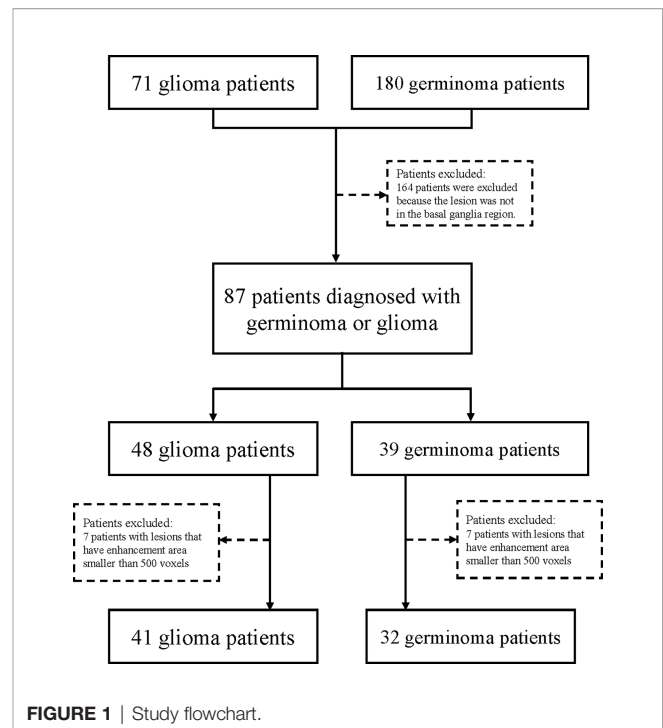 71 glioma patients
180 germinoma patients
Patients excluded:
164 patients were excluded
because the lesion was not
in the basal ganglia region.
87 patients diagnosed with
germinoma or glioma
48 glioma patients
39 germinoma patients
Patients excluded:
7 patients with lesions that
have enhancement area
smaller than 500 voxels
Patients excluded:
7 patients with lesions that
have enhancement area
smaller than 500 voxels
41 glioma patients
32 germinoma patients
FIGURE 1 | Study flowchart.